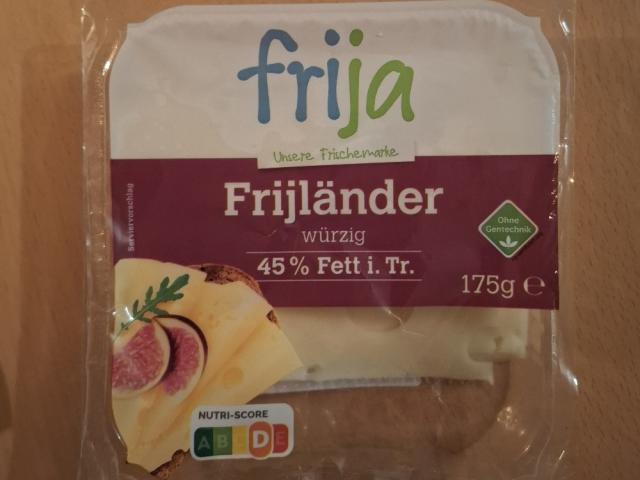 frija
Unsere Frischemarke
Serviervorschlag
Frijländer
würzig
45% Fett i. Tr.
Ohne
Gentechnik
175g e
NUTRI-SCORE
A B C D E